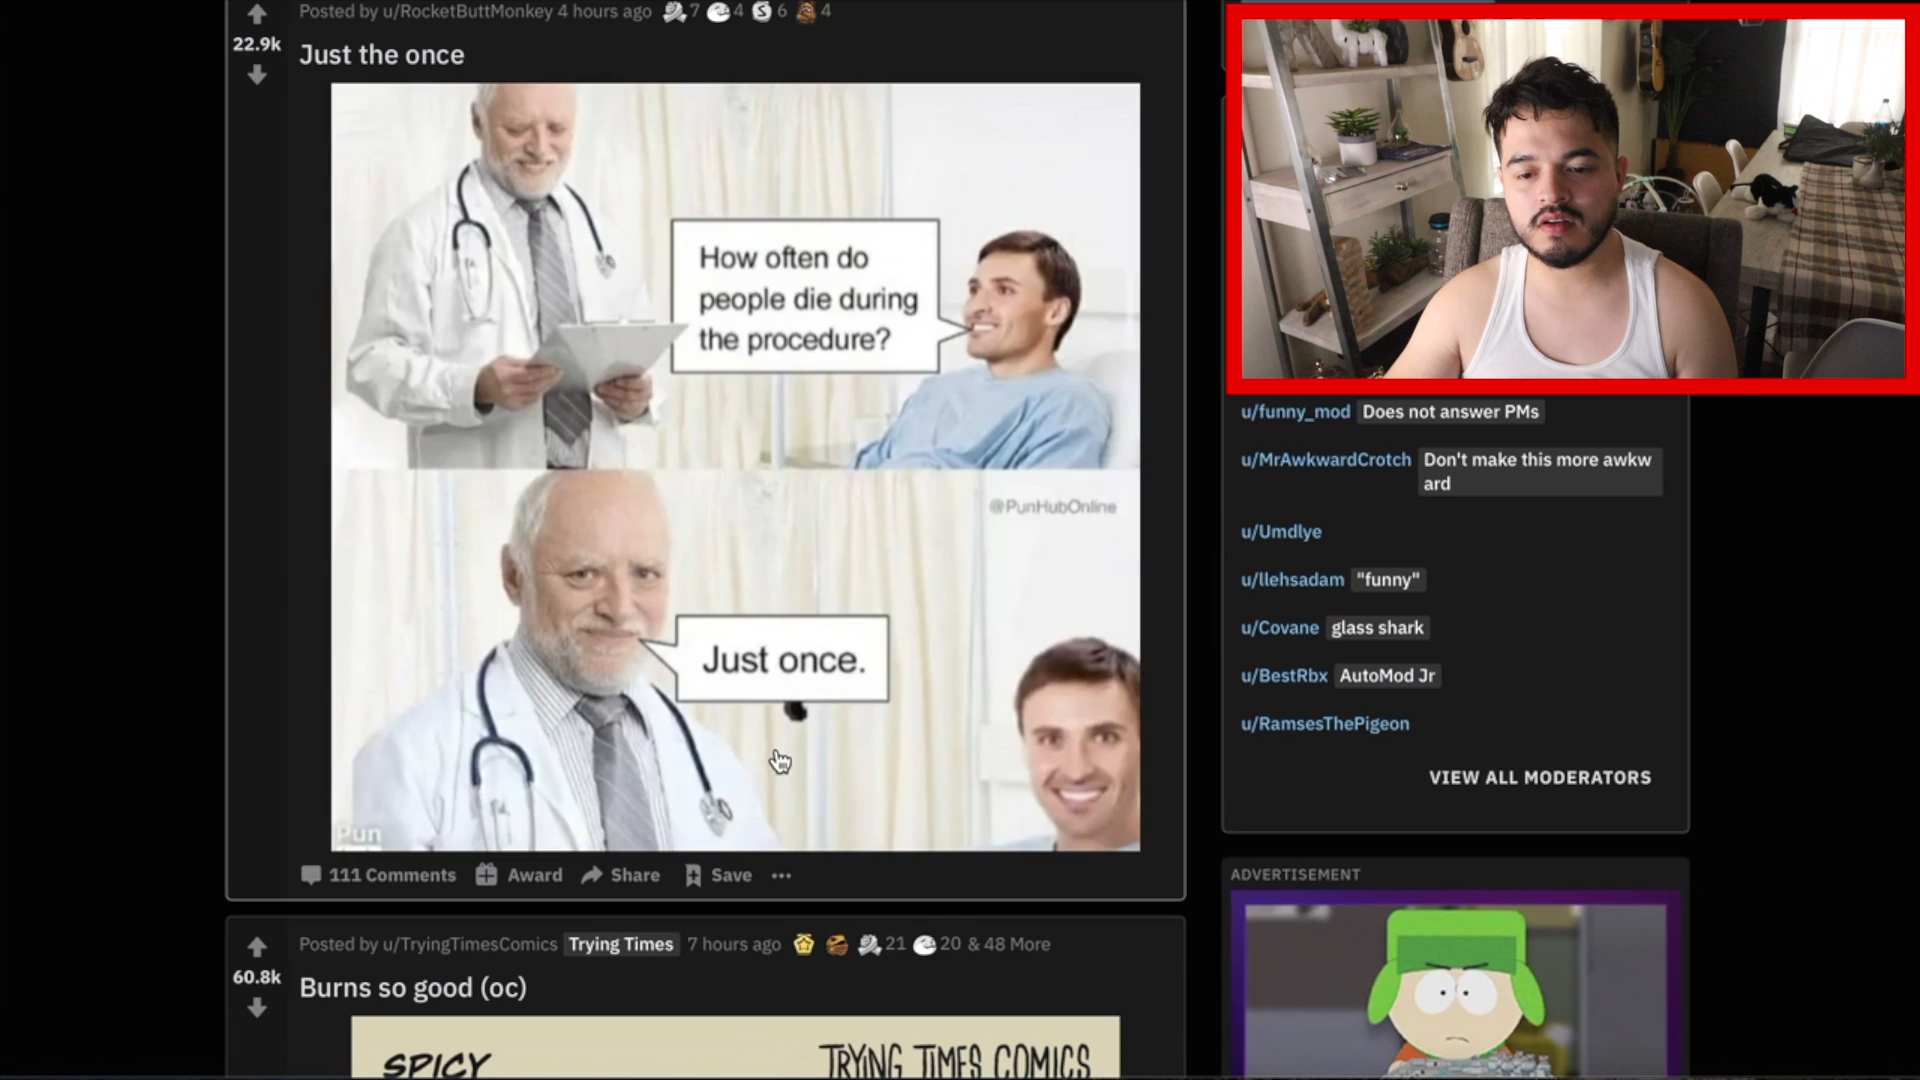 Posted by u/RocketButtMonkey 4 hours ago 7 4 6 4
22.9k
Just the once
How often do
people die during
the procedure?
@PunHubOnline
Just once.
Pun
111 Comments Award Share Save ...
Posted by u/TryingTimesComics Trying Times 7 hours ago 21 20 & 48 More
60.8k
Burns so good (oc)
SPICY TRYING TIMES COMICS
u/funny_mod Does not answer PMs
u/MrAwkwardCrotch Don't make this more awkw
ard
u/Umdlye
u/llehsadam "funny"
u/Covane glass shark
u/BestRbx AutoMod Jr
u/RamsesThePigeon
VIEW ALL MODERATORS
ADVERTISEMENT